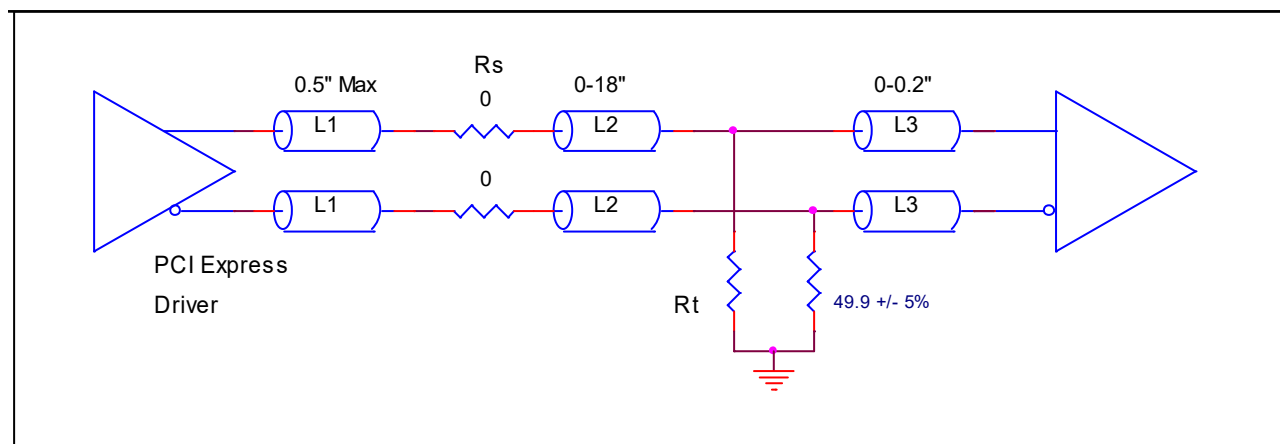 0.5" Max
Rs
0-18"
0-0.2"
0
L1
L2
L3
0
L1
L2
L3
PCI Express
Driver
Rt
49.9 +/- 5%